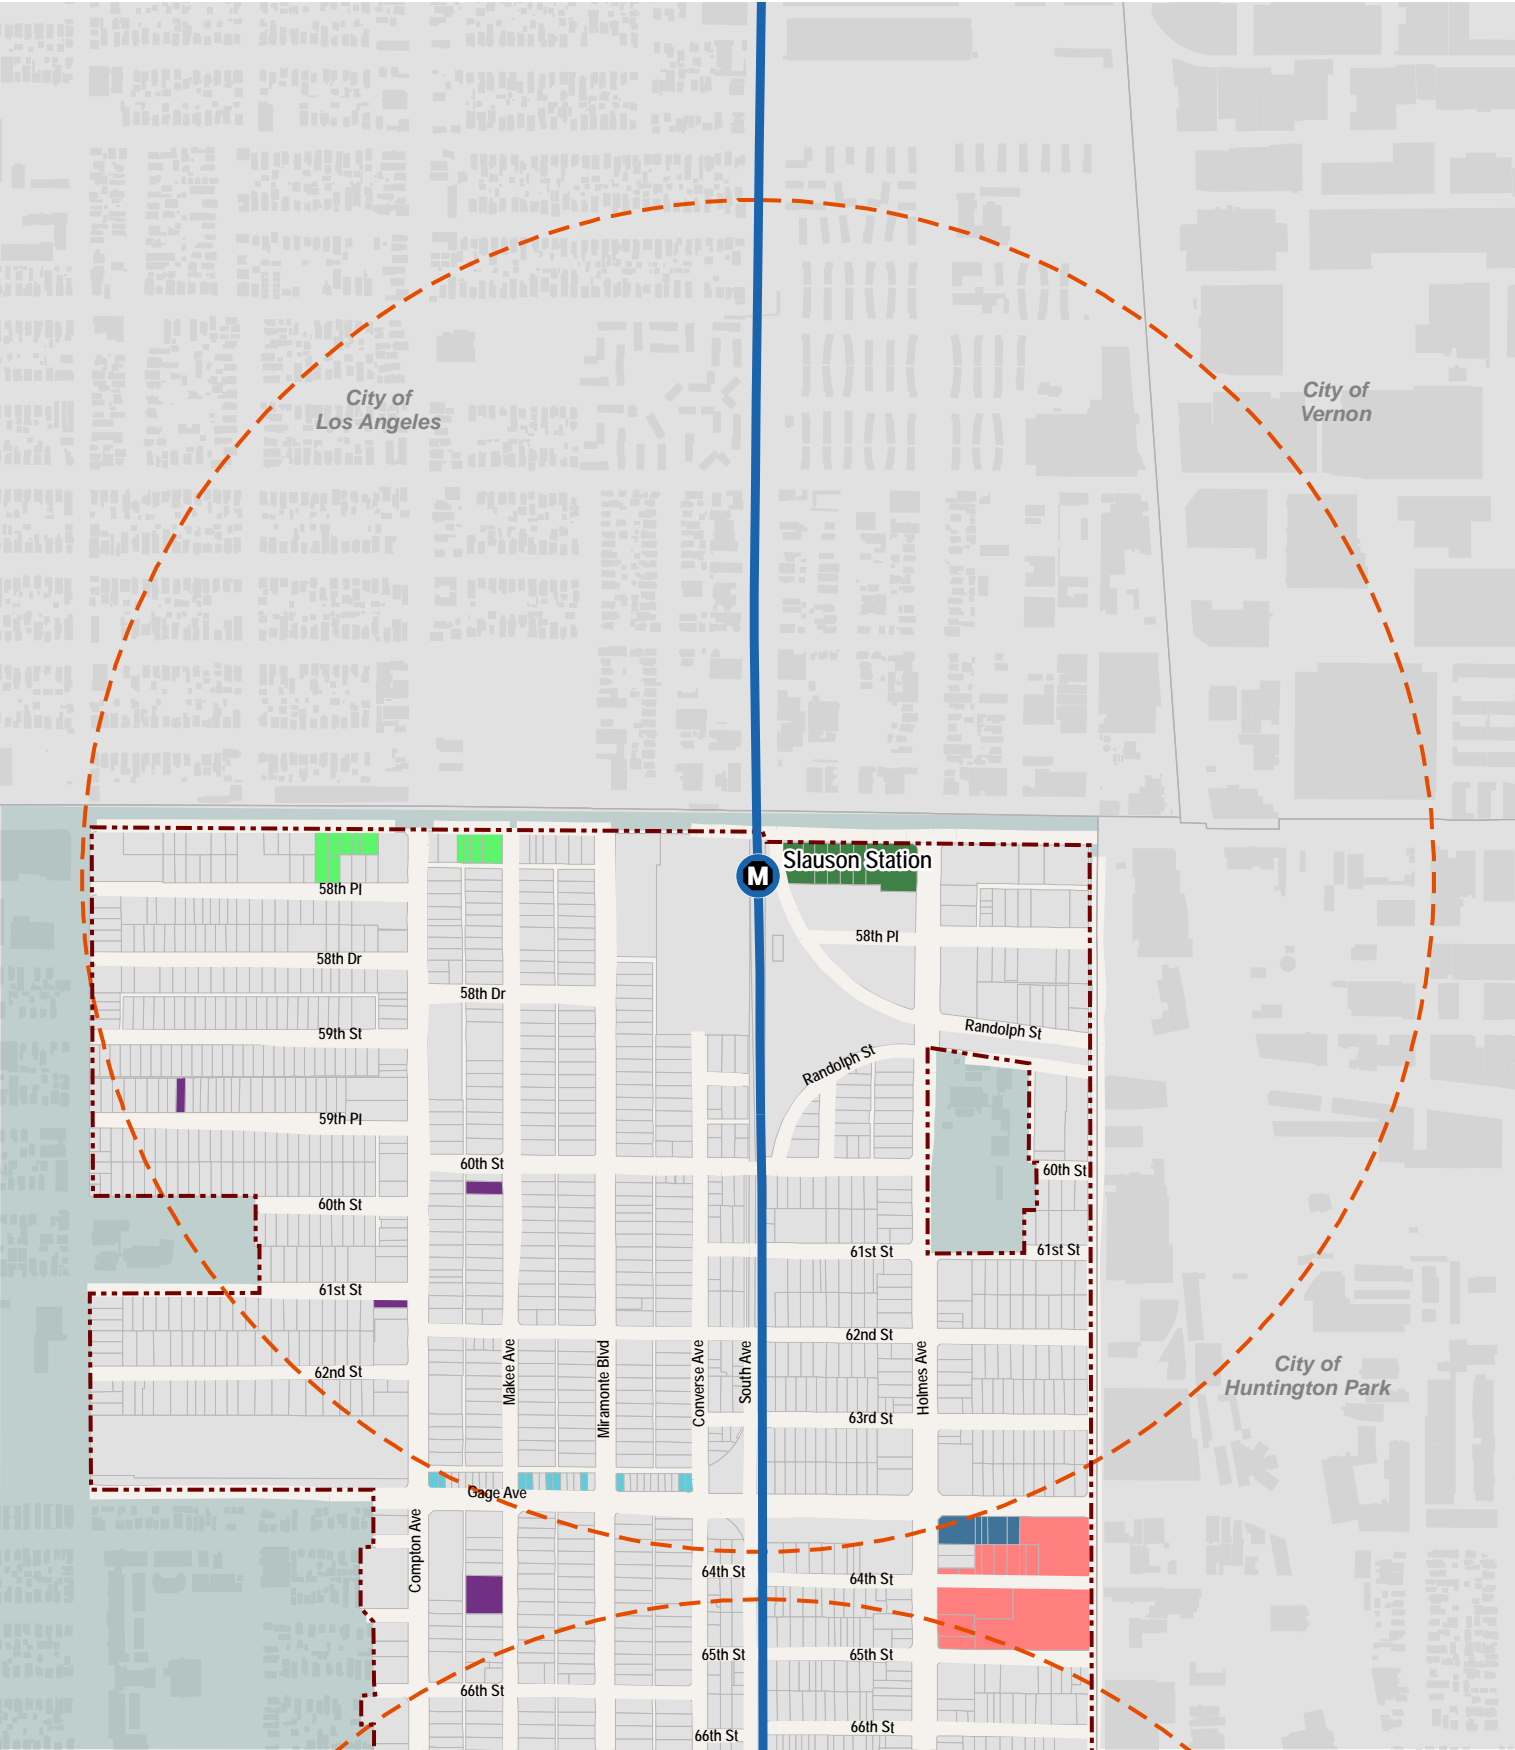 City of
Los Angeles
City of
Vernon
M
Slauson Station
58th Pl
58th Pl
58th Dr
58th Dr
59th St
Randolph St
Randolph St
59th Pl
60th St
60th St
60th St
61st St
61st St
61st St
62nd St
62nd St
Makee Ave
Miramonte Blvd
Converse Ave
South Ave
Holmes Ave
City of
Huntington Park
63rd St
Gage Ave
Compton Ave
64th St
64th St
65th St
65th St
66th St
66th St
66th St